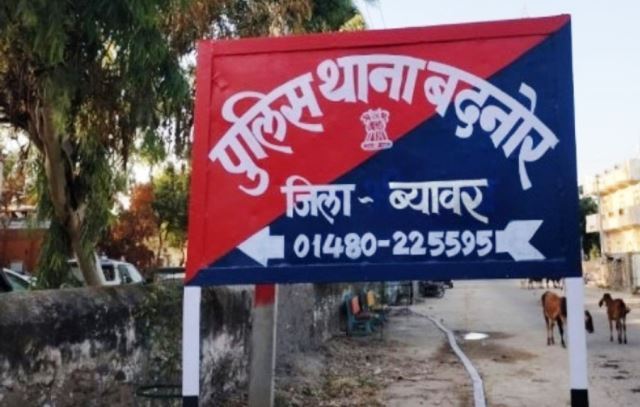 पुलिस थाना बदनोर
जिला - ब्यावर
01480-225595